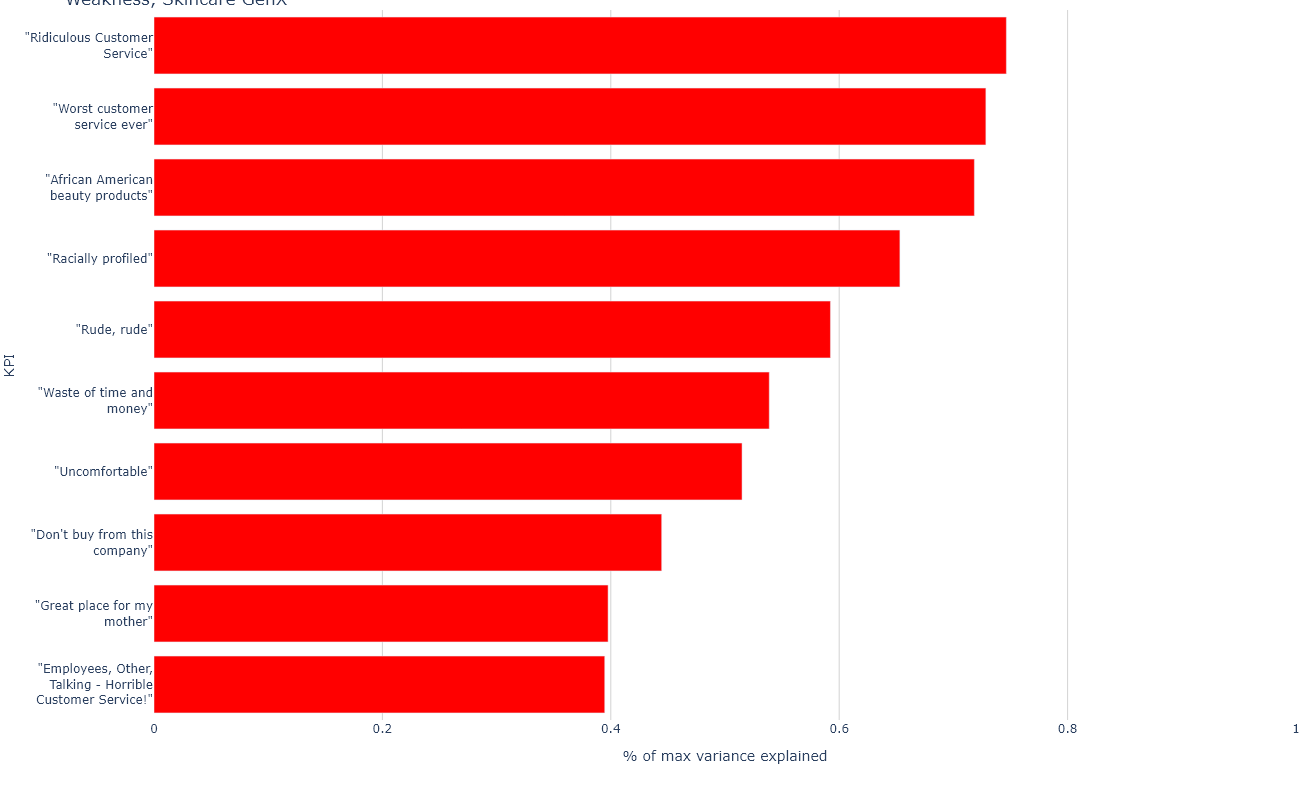 Weakness, Skincare GenX
"Ridiculous Customer
Service"
"Worst customer
service ever"
"African American
beauty products"
"Racially profiled"
"Rude, rude"
"Waste of time and
money"
"Uncomfortable"
"Don't buy from this
company"
"Great place for my
mother"
"Employees, Other,
Talking - Horrible
Customer Service!"
KPI
0 0.2 0.4 0.6 0.8 1
% of max variance explained